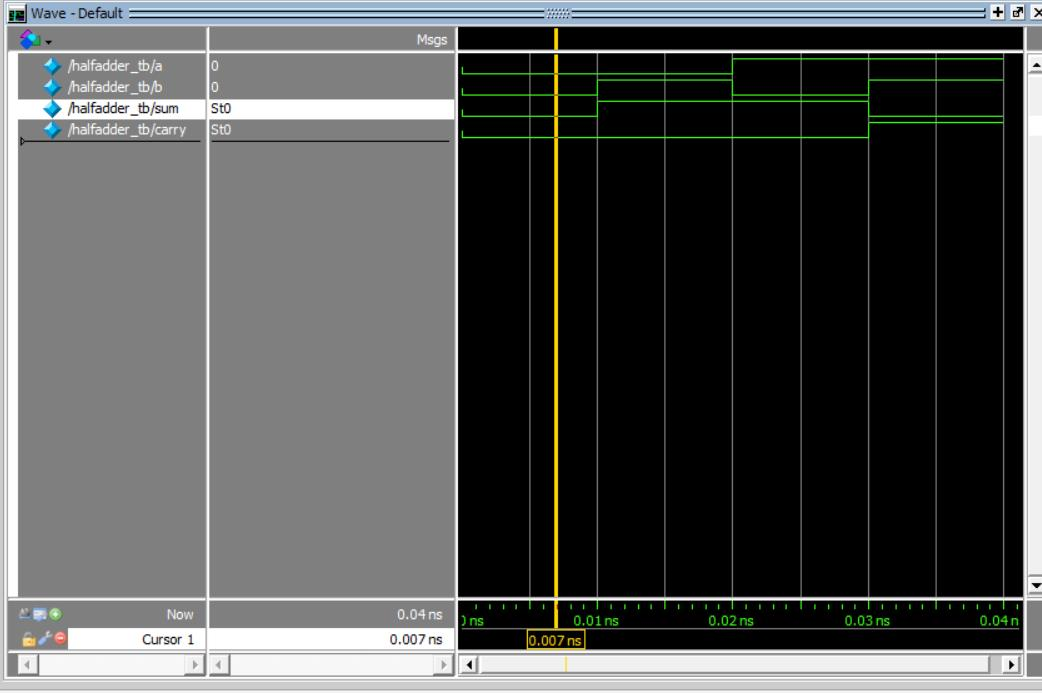 Wave - Default
Msgs
/halfadder_tb/a 0
/halfadder_tb/b 0
/halfadder_tb/sum St0
/halfadder_tb/carry St0
Now 0.04 ns
Cursor 1 0.007 ns
ns 0.01 ns 0.02 ns 0.03 ns 0.04 n
0.007 ns